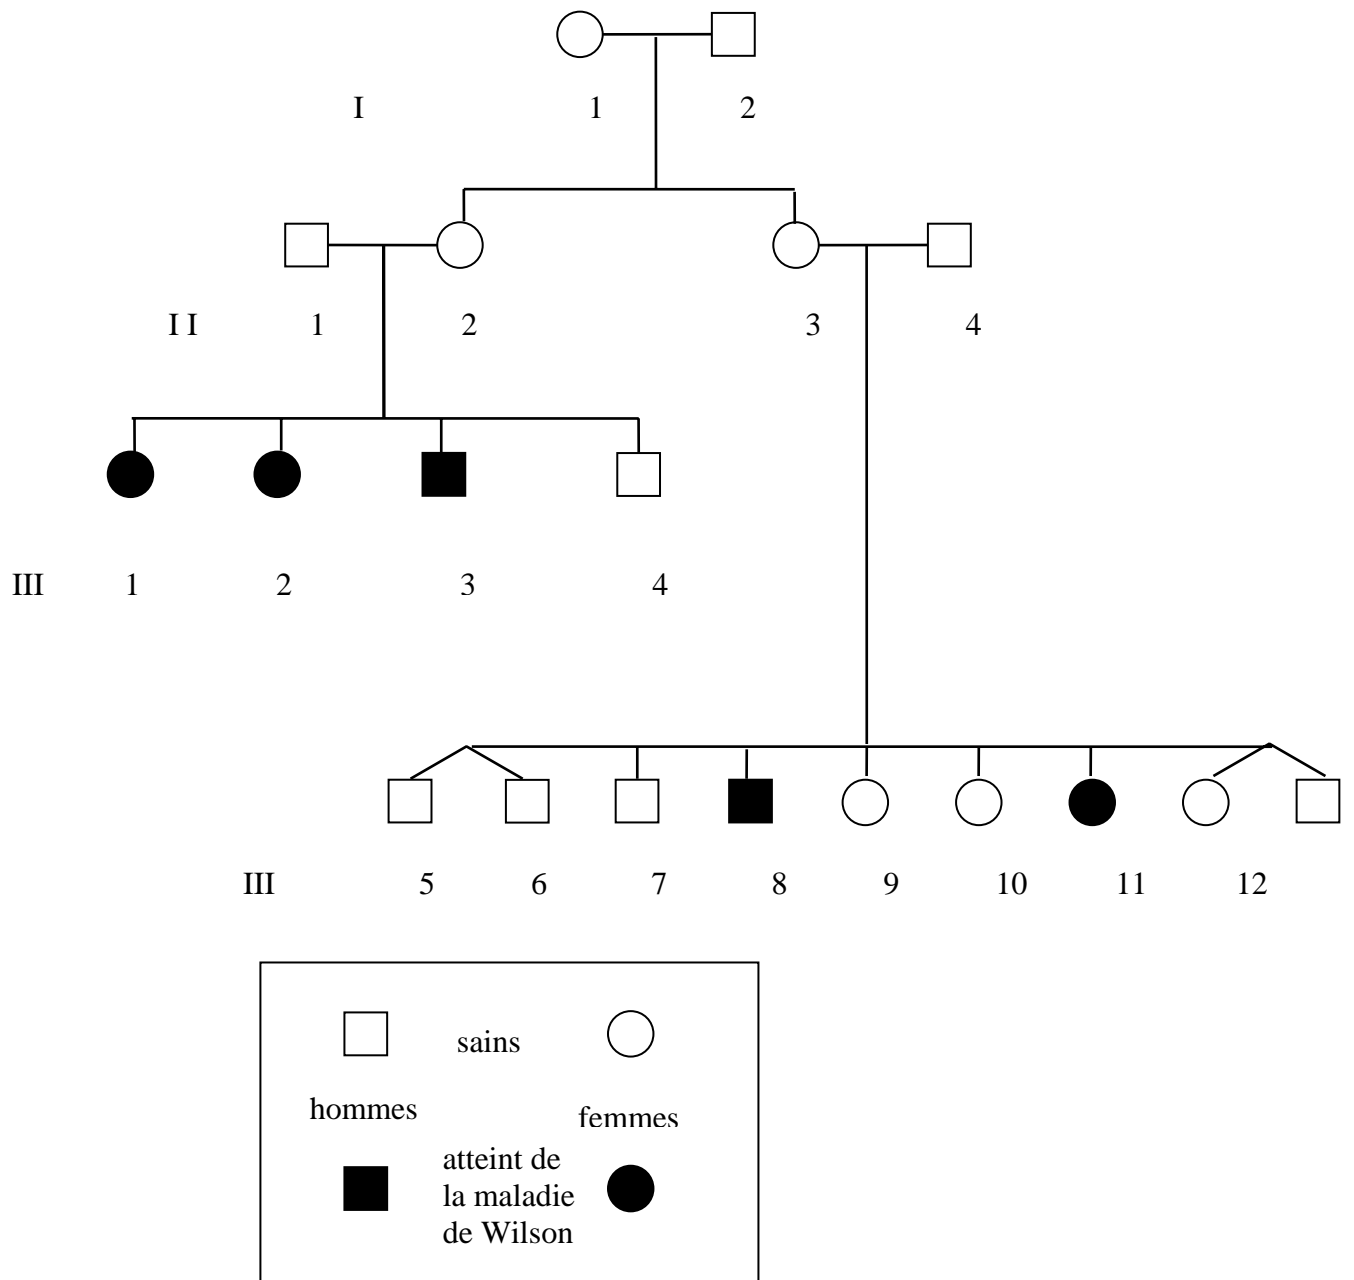 I 1 2
I I 1 2 3 4
III 1 2 3 4
III 5 6 7 8 9 10 11 12
sains
hommes femmes
atteint de
la maladie
de Wilson